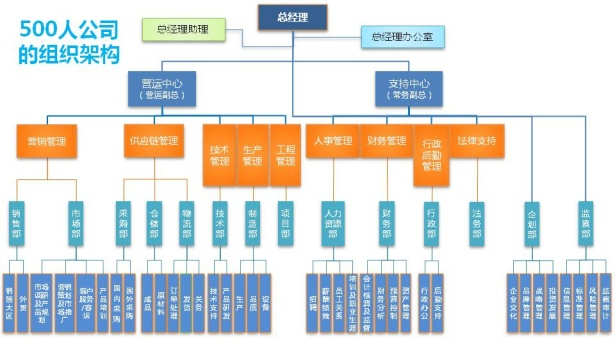 500人公司
的组织架构
总经理
总经理助理
总经理办公室
营运中心
(营运副总)
支持中心
(常务副总)
营销管理
供应链管理
技术
管理
生产
管理
工程
管理
人事管理
财务管理
行政
后勤
管理
法律支持
销售部
市场部
采购部
仓储部
物流部
技术部
制造部
项目部
人力
资源部
财务部
行政部
法务部
企划部
监察部
销售大区
外贸
市场研产
调词及品规划
营销划市推
策及场广
客户务
服/客诉
产品培训
国内采购
国外采购
成品
原材料
订单处理
发货
关务
技术支持
产品研发
生产
品质
设备
招聘
薪酬绩效
员工关系
培训及职业生涯
会计核算及监督
财务分析
预算控制
资产管理
行政办公
后勤支持
企业文化
品牌管理
战略管理
投资发展
信息管理
标准管理
风险管理
监察审计